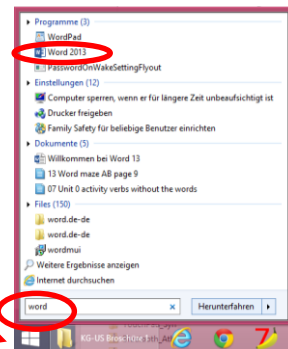 Programme (3)
WordPad
Word 2013
PasswordOnWakeSettingFlyout
Einstellungen (12)
Computer sperren, wenn er für längere Zeit unbeaufsichtigt ist
Drucker freigeben
Family Safety für beliebige Benutzer einrichten
Dokumente (5)
Willkommen bei Word 13
13 Word maze AB page 9
07 Unit 0 activity verbs without the words
Files (150)
word.de-de
word.de-de
wordmui
Weitere Ergebnisse anzeigen
Internet durchsuchen
word
Herunterfahren
KG-US